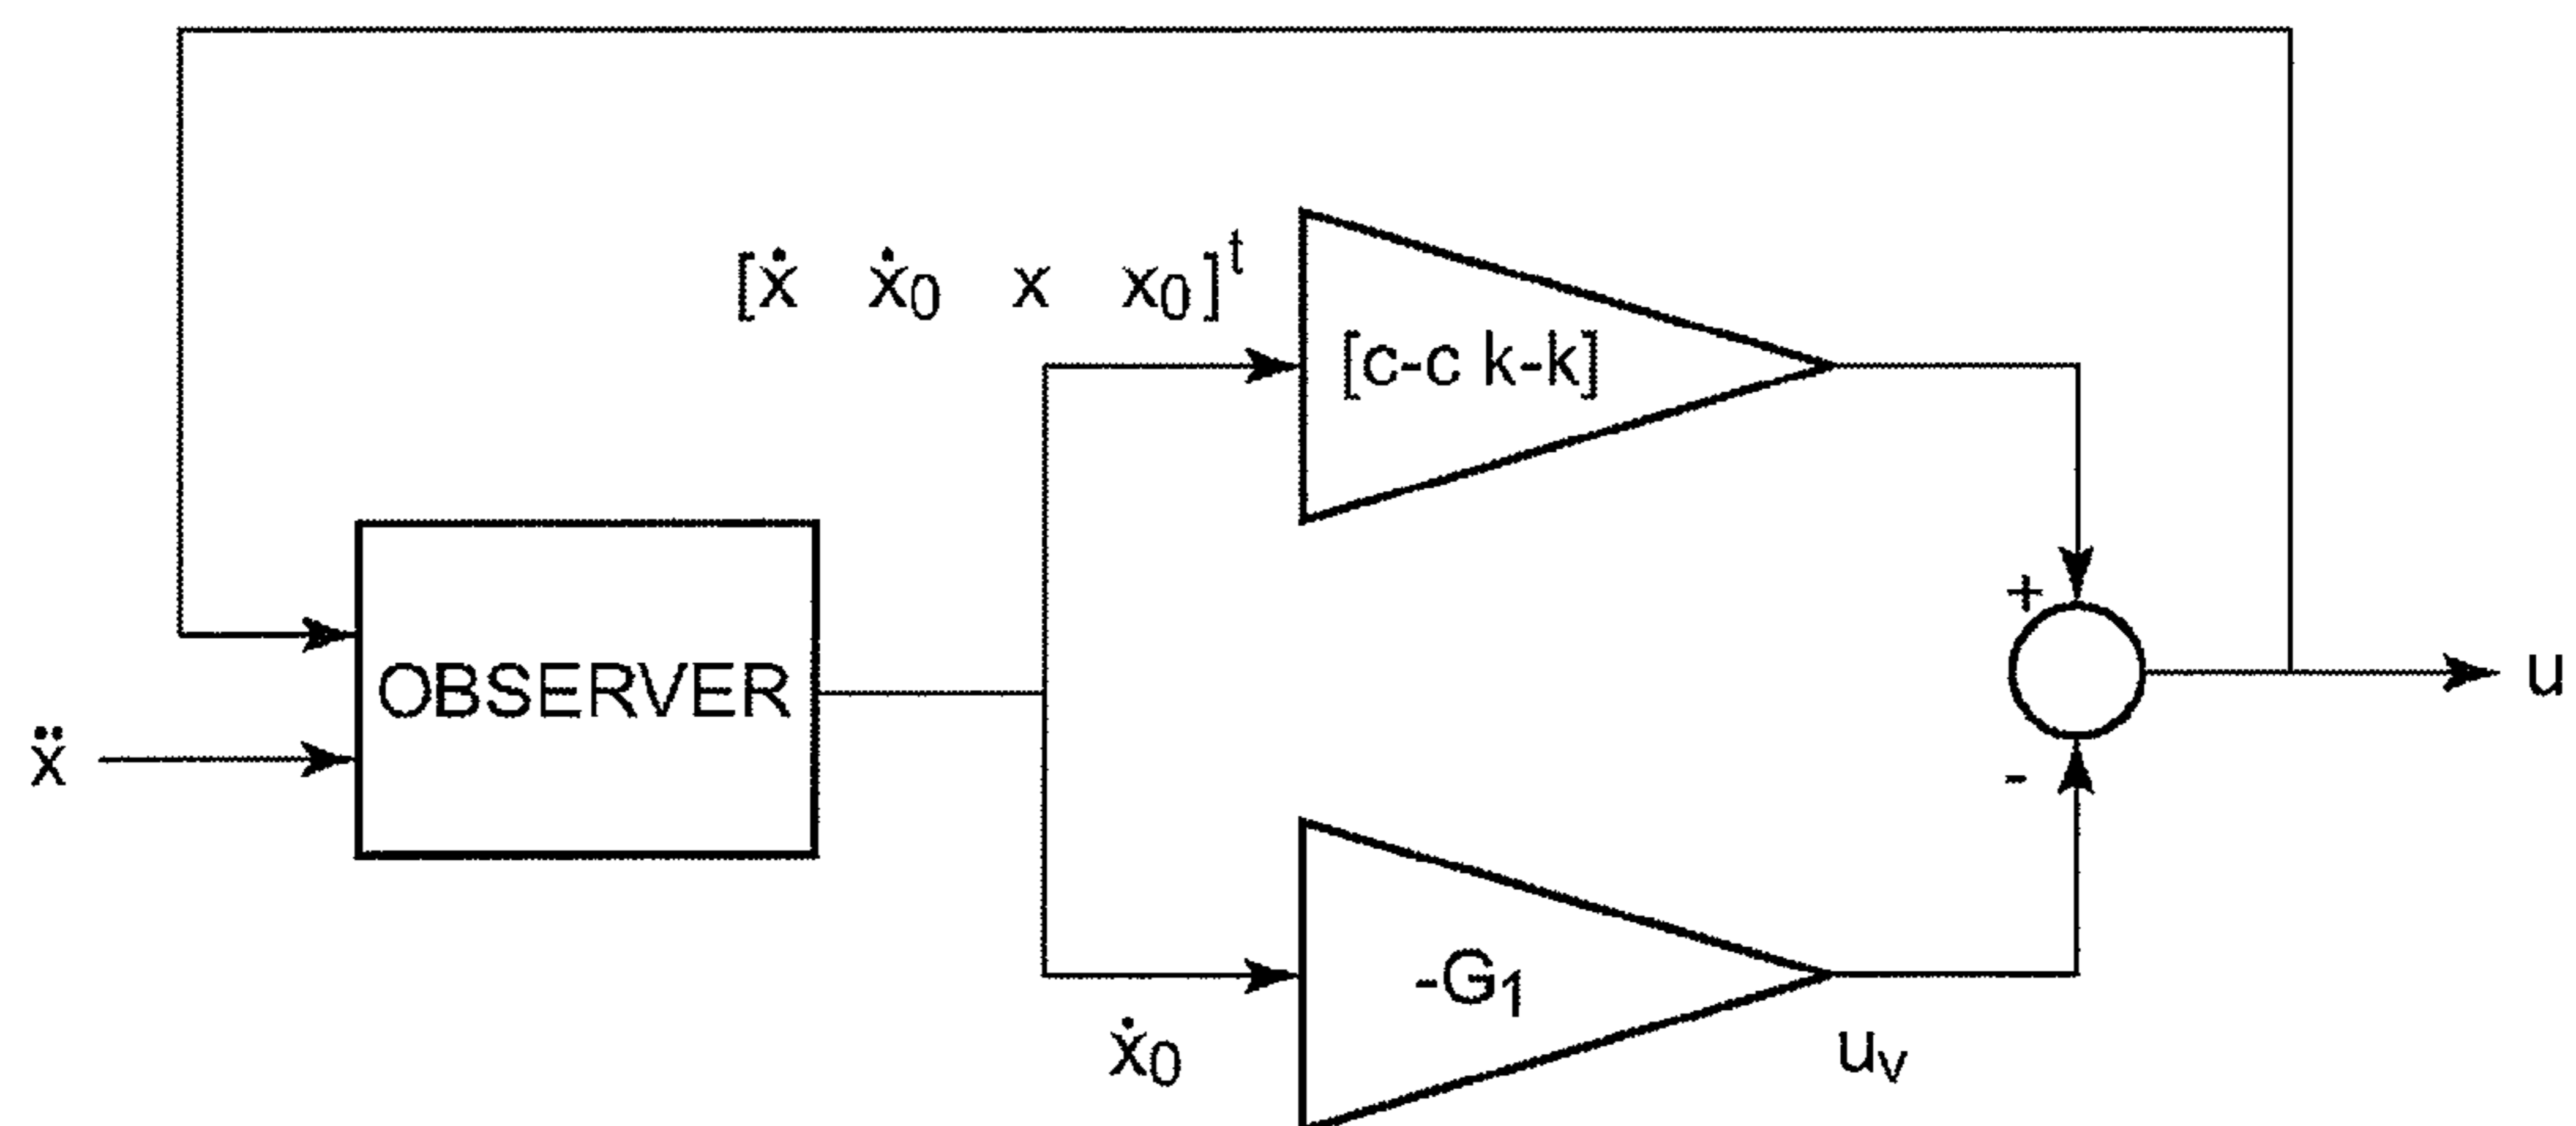 [ẋ ẋ₀ x x₀]ᵗ
[c-c k-k]
+
OBSERVER
u
ẍ
-
-G₁
ẋ₀
uᵥ